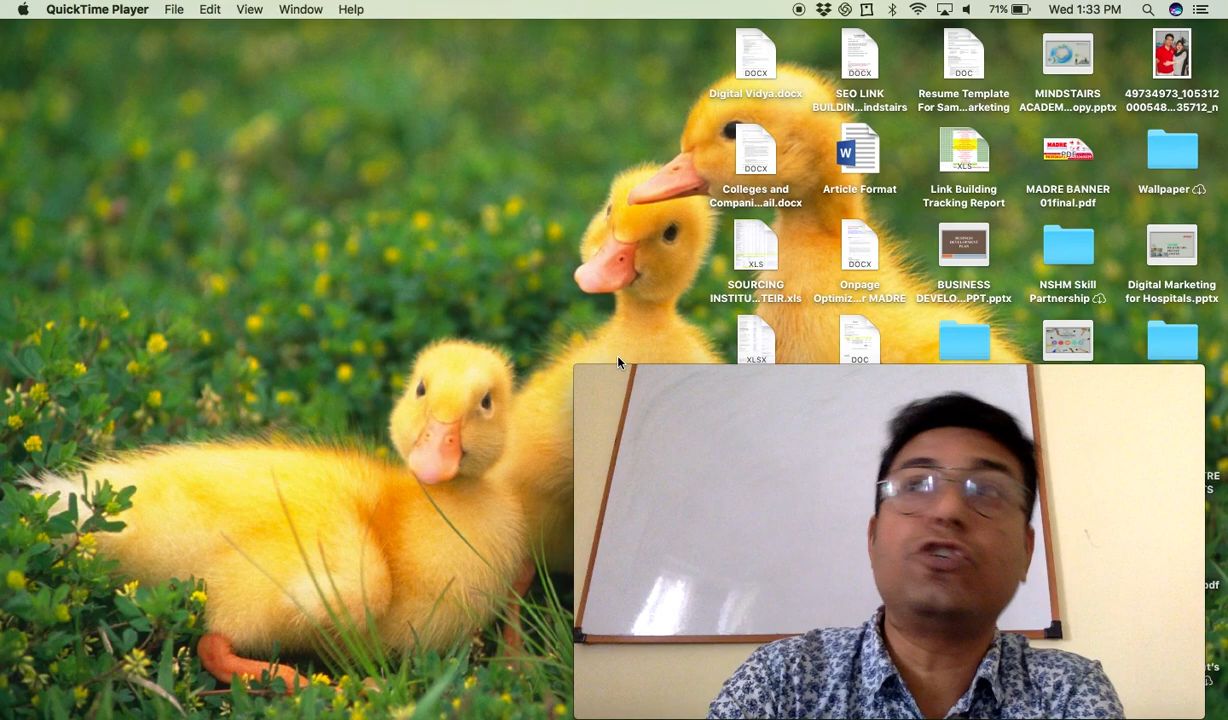 QuickTime Player File Edit View Window Help 71% Wed 1:33 PM
DOCX DOCX DOC
Digital Vidya.docx SEO LINK Resume Template MINDSTAIRS 49734973_105312
BUILDIN...indstairs For Sam...arketing ACADEM...opy.pptx 000548...35712_n
DOCX W XLS PDF
Colleges and Article Format Link Building MADRE BANNER Wallpaper
Compani...ail.docx Tracking Report 01final.pdf
XLS DOCX
SOURCING Onpage BUSINESS NSHM Skill Digital Marketing
INSTITU...TEIR.xls Optimiz...r MADRE DEVELO...PPT.pptx Partnership for Hospitals.pptx
XLSX DOC